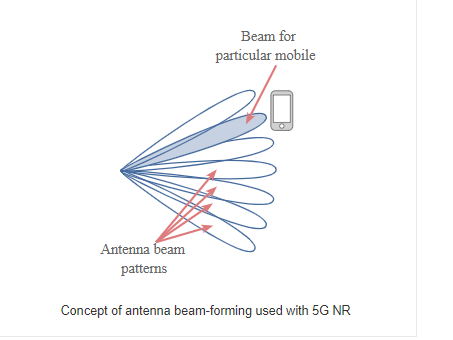 Beam for
particular mobile
Antenna beam
patterns
Concept of antenna beam-forming used with 5G NR